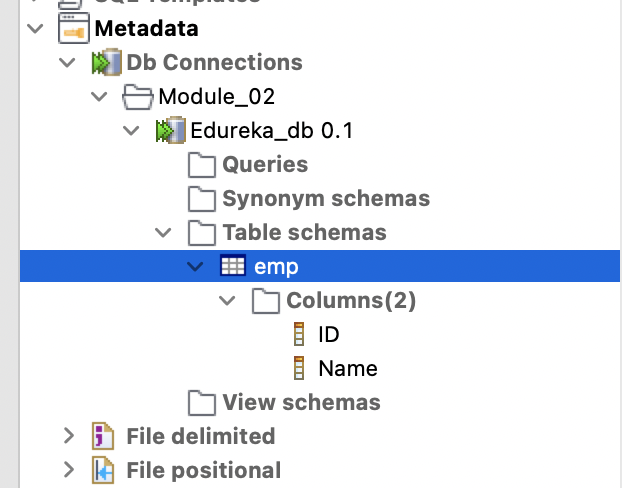 Metadata
Db Connections
Module_02
Edureka_db 0.1
Queries
Synonym schemas
Table schemas
emp
Columns(2)
ID
Name
View schemas
File delimited
File positional